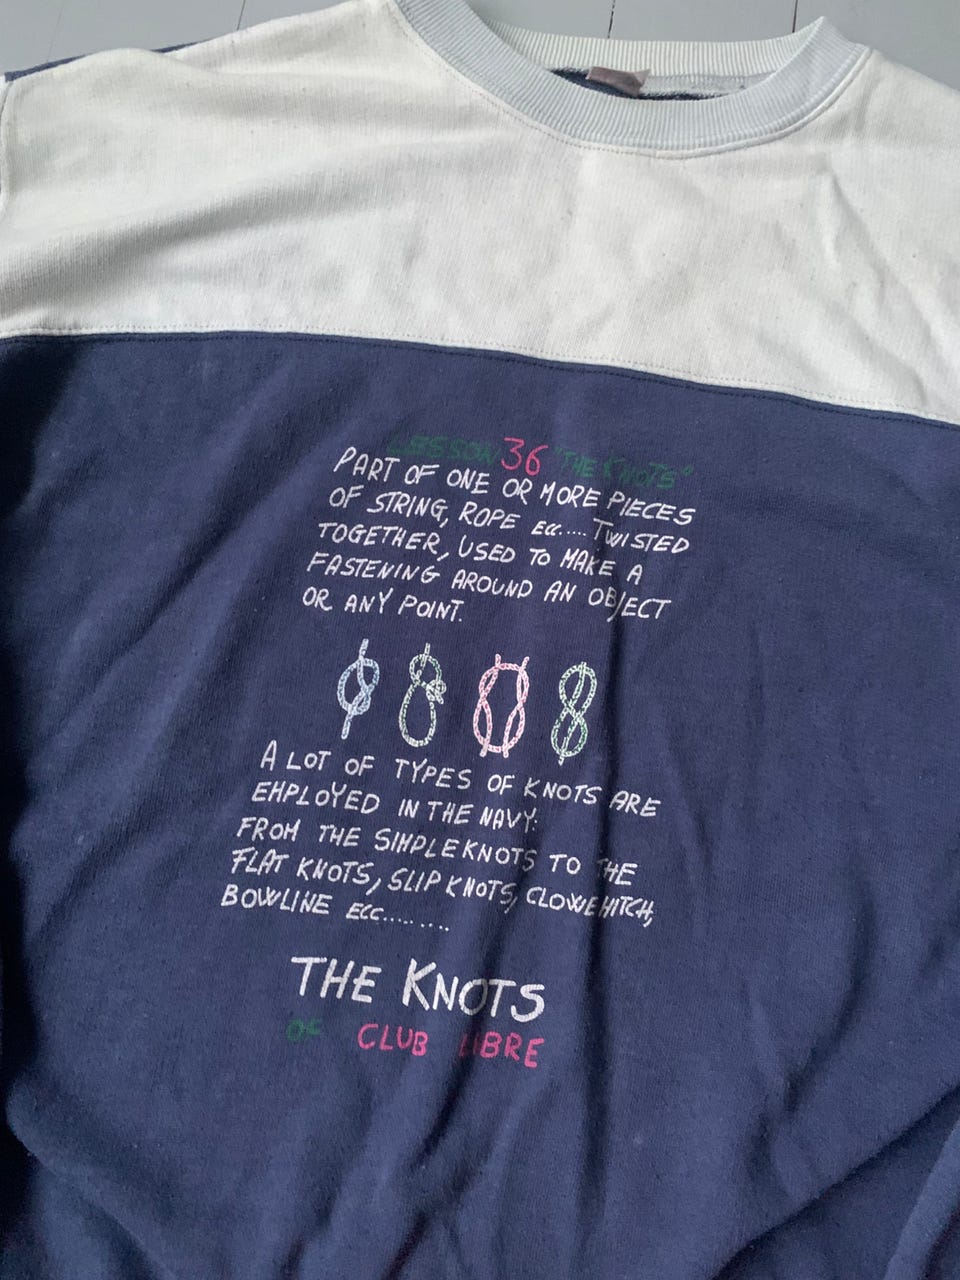 LESSON 36 "THE KNOTS"
PART OF ONE OR MORE PIECES
OF STRING, ROPE ECC..... TWISTED
TOGETHER, USED TO MAKE A
FASTENING AROUND AN OBJECT
OR ANY POINT.
A LOT OF TYPES OF KNOTS ARE
EMPLOYED IN THE NAVY:
FROM THE SIMPLE KNOTS TO THE
FLAT KNOTS, SLIP KNOTS, CLOWEHITCH,
BOWLINE ECC.........
THE KNOTS
OF CLUB LIBRE